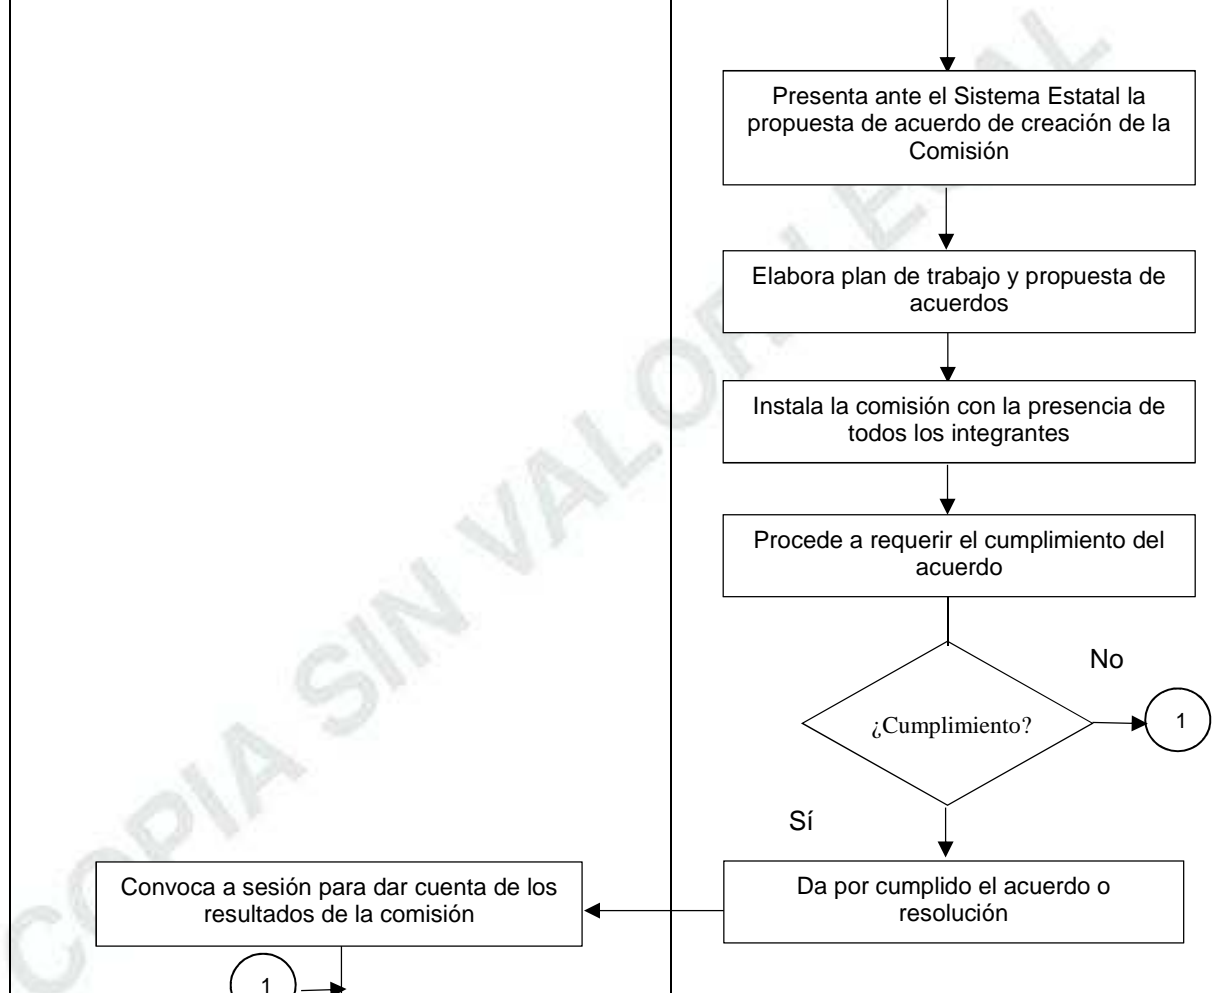 Presenta ante el Sistema Estatal la
propuesta de acuerdo de creación de la
Comisión
Elabora plan de trabajo y propuesta de
acuerdos
Instala la comisión con la presencia de
todos los integrantes
Procede a requerir el cumplimiento del
acuerdo
No
¿Cumplimiento?
1
Sí
Da por cumplido el acuerdo o
resolución
Convoca a sesión para dar cuenta de los
resultados de la comisión
1
COPIA SIN VALOR LEGAL